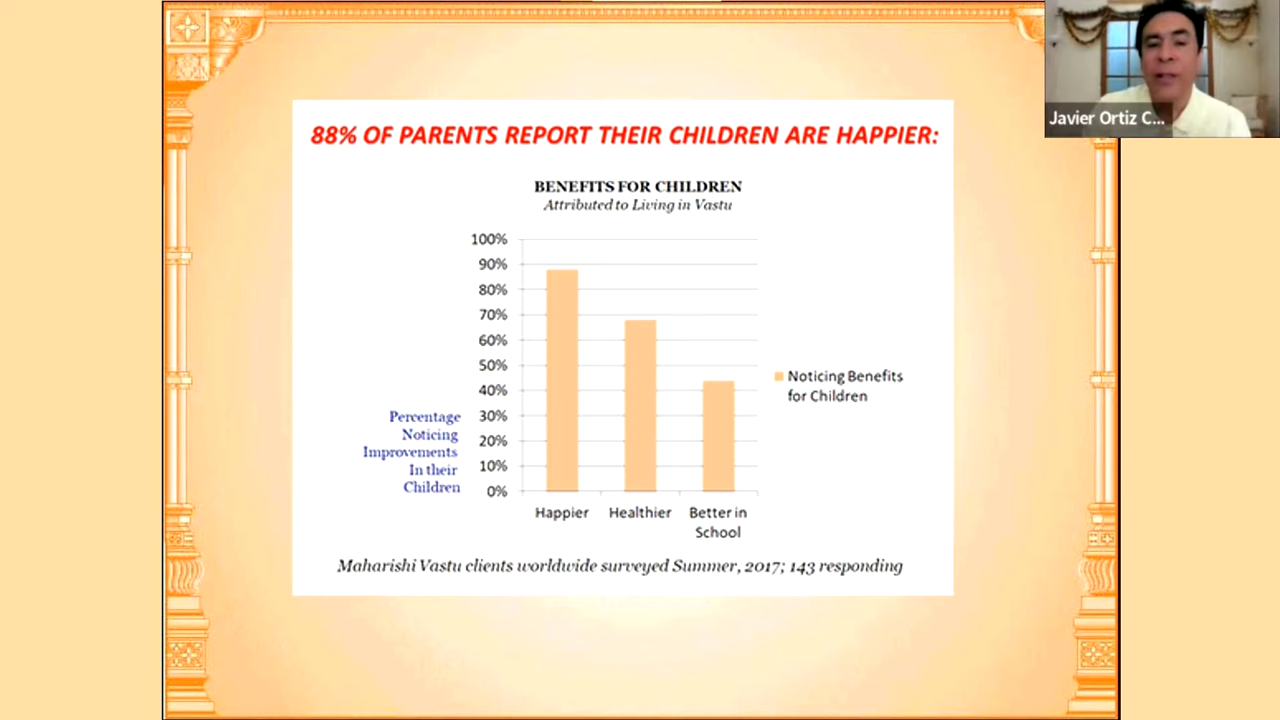 88% OF PARENTS REPORT THEIR CHILDREN ARE HAPPIER:
Javier Ortiz C...
BENEFITS FOR CHILDREN
Attributed to Living in Vastu
100%
90%
80%
70%
60%
50%
40%
30%
20%
10%
0%
Percentage
Noticing
Improvements
In their
Children
Noticing Benefits
for Children
Happier
Healthier
Better in
School
Maharishi Vastu clients worldwide surveyed Summer, 2017; 143 responding